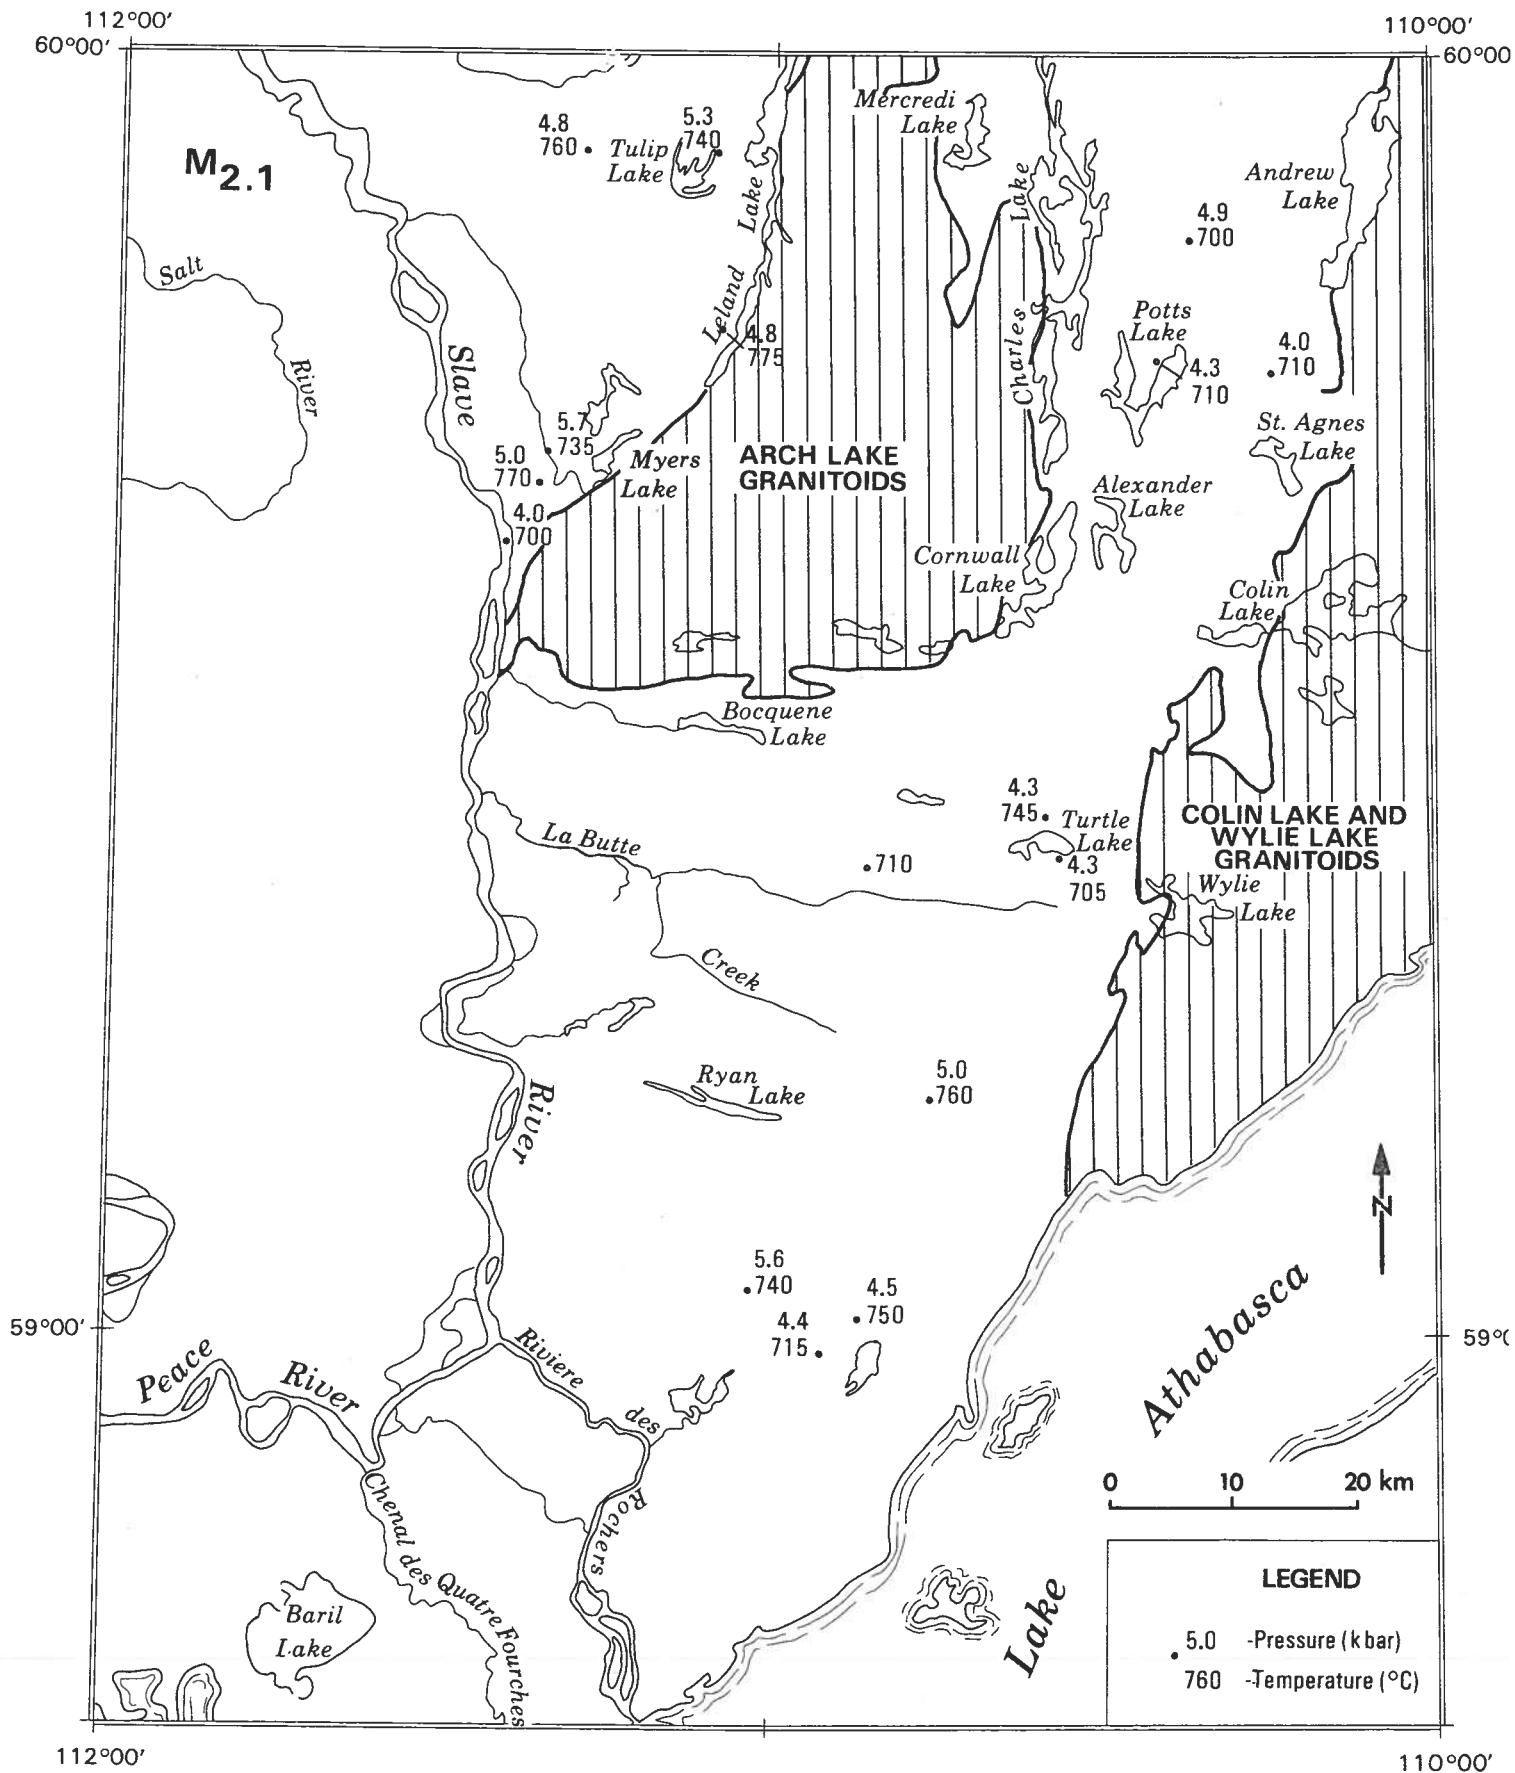 112°00'
110°00'
60°00'
60°00
M2.1
4.8
760
5.3
740
Tulip
Lake
Mercredi
Lake
Leland Lake
Charles Lake
Andrew
Lake
4.9
700
Salt
River
Slave
4.8
775
Potts
Lake
4.3
710
4.0
710
5.7
735
5.0
770
4.0
700
Myers
Lake
ARCH LAKE
GRANITOIDS
St. Agnes
Lake
Alexander
Lake
Cornwall
Lake
Colin
Lake
Bocquene
Lake
4.3
745
Turtle
Lake
4.3
705
710
COLIN LAKE AND
WYLIE LAKE
GRANITOIDS
Wylie
Lake
La Butte
Creek
Ryan
Lake
5.0
760
River
5.6
740
4.5
750
4.4
715
59°00'
59°0
Peace
River
Riviere
des
Rochers
Chenal des Quatre Fourches
Baril
Lake
Lake
Athabasca
N
0 10 20 km
LEGEND
5.0 -Pressure (kbar)
760 -Temperature (°C)
112°00'
110°00'